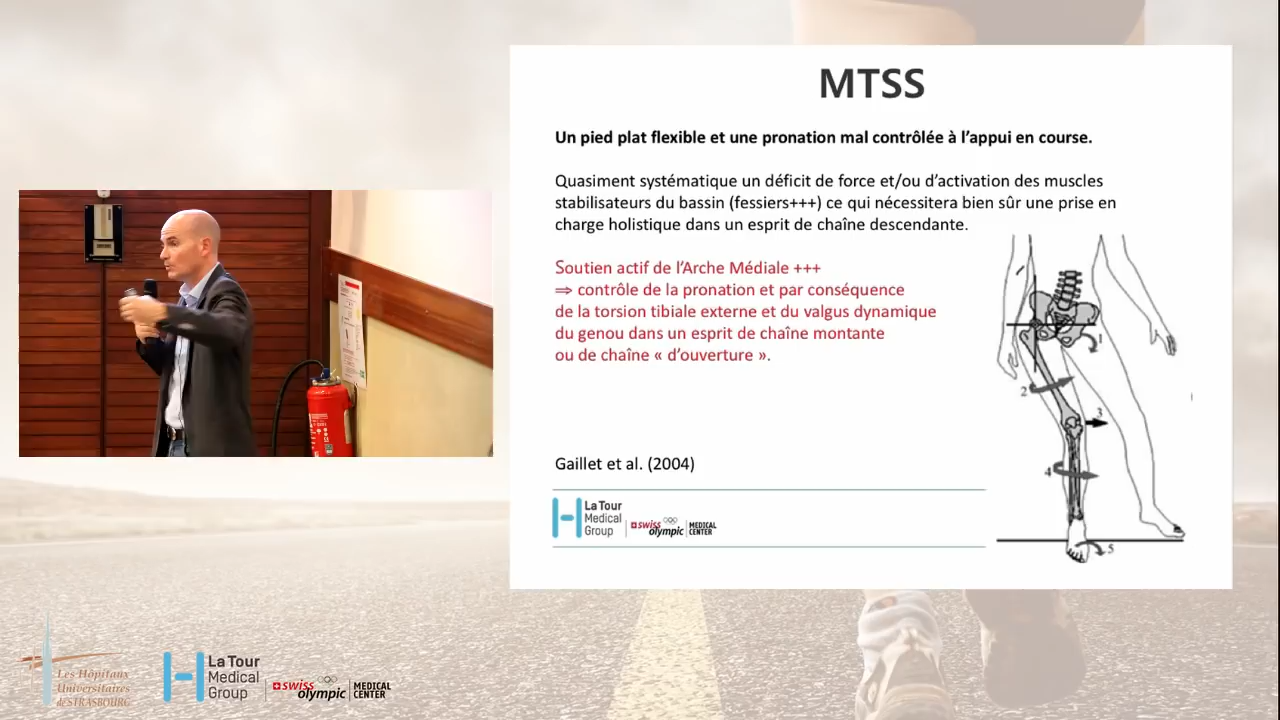 MTSS
Un pied plat flexible et une pronation mal contrôlée à l'appui en course.
Quasiment systématique un déficit de force et/ou d'activation des muscles
stabilisateurs du bassin (fessiers+++) ce qui nécessitera bien sûr une prise en
charge holistique dans un esprit de chaîne descendante.
Soutien actif de l'Arche Médiale +++
⇒ contrôle de la pronation et par conséquence
de la torsion tibiale externe et du valgus dynamique
du genou dans un esprit de chaîne montante
ou de chaîne « d'ouverture ».
1
2
3
4
5
Gaillet et al. (2004)
La Tour
Medical
Group
swiss
olympic
MEDICAL
CENTER
Les Hôpitaux
Universitaires
de STRASBOURG
La Tour
Medical
Group
swiss
olympic
MEDICAL
CENTER